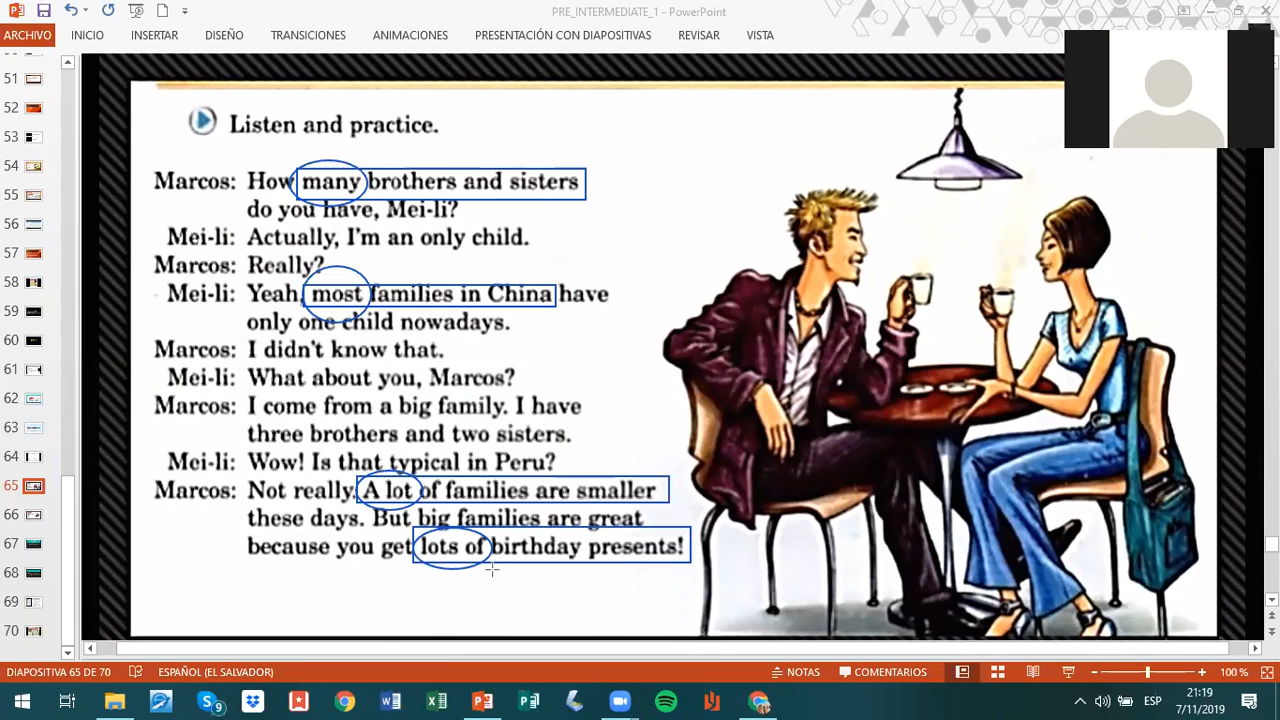 PRE_INTERMEDIATE_1 - PowerPoint
ARCHIVO INICIO INSERTAR DISEÑO TRANSICIONES ANIMACIONES PRESENTACIÓN CON DIAPOSITIVAS REVISAR VISTA
51
52
53
54
55
56
57
58
59
60
61
62
63
64
65
66
67
68
69
70
Listen and practice.
Marcos: How many brothers and sisters
do you have, Mei-li?
Mei-li: Actually, I'm an only child.
Marcos: Really?
Mei-li: Yeah, most families in China have
only one child nowadays.
Marcos: I didn't know that.
Mei-li: What about you, Marcos?
Marcos: I come from a big family. I have
three brothers and two sisters.
Mei-li: Wow! Is that typical in Peru?
Marcos: Not really. A lot of families are smaller
these days. But big families are great
because you get lots of birthday presents!
DIAPOSITIVA 65 DE 70 ESPAÑOL (EL SALVADOR) NOTAS COMENTARIOS 100 %
9
ESP
21:19
7/11/2019